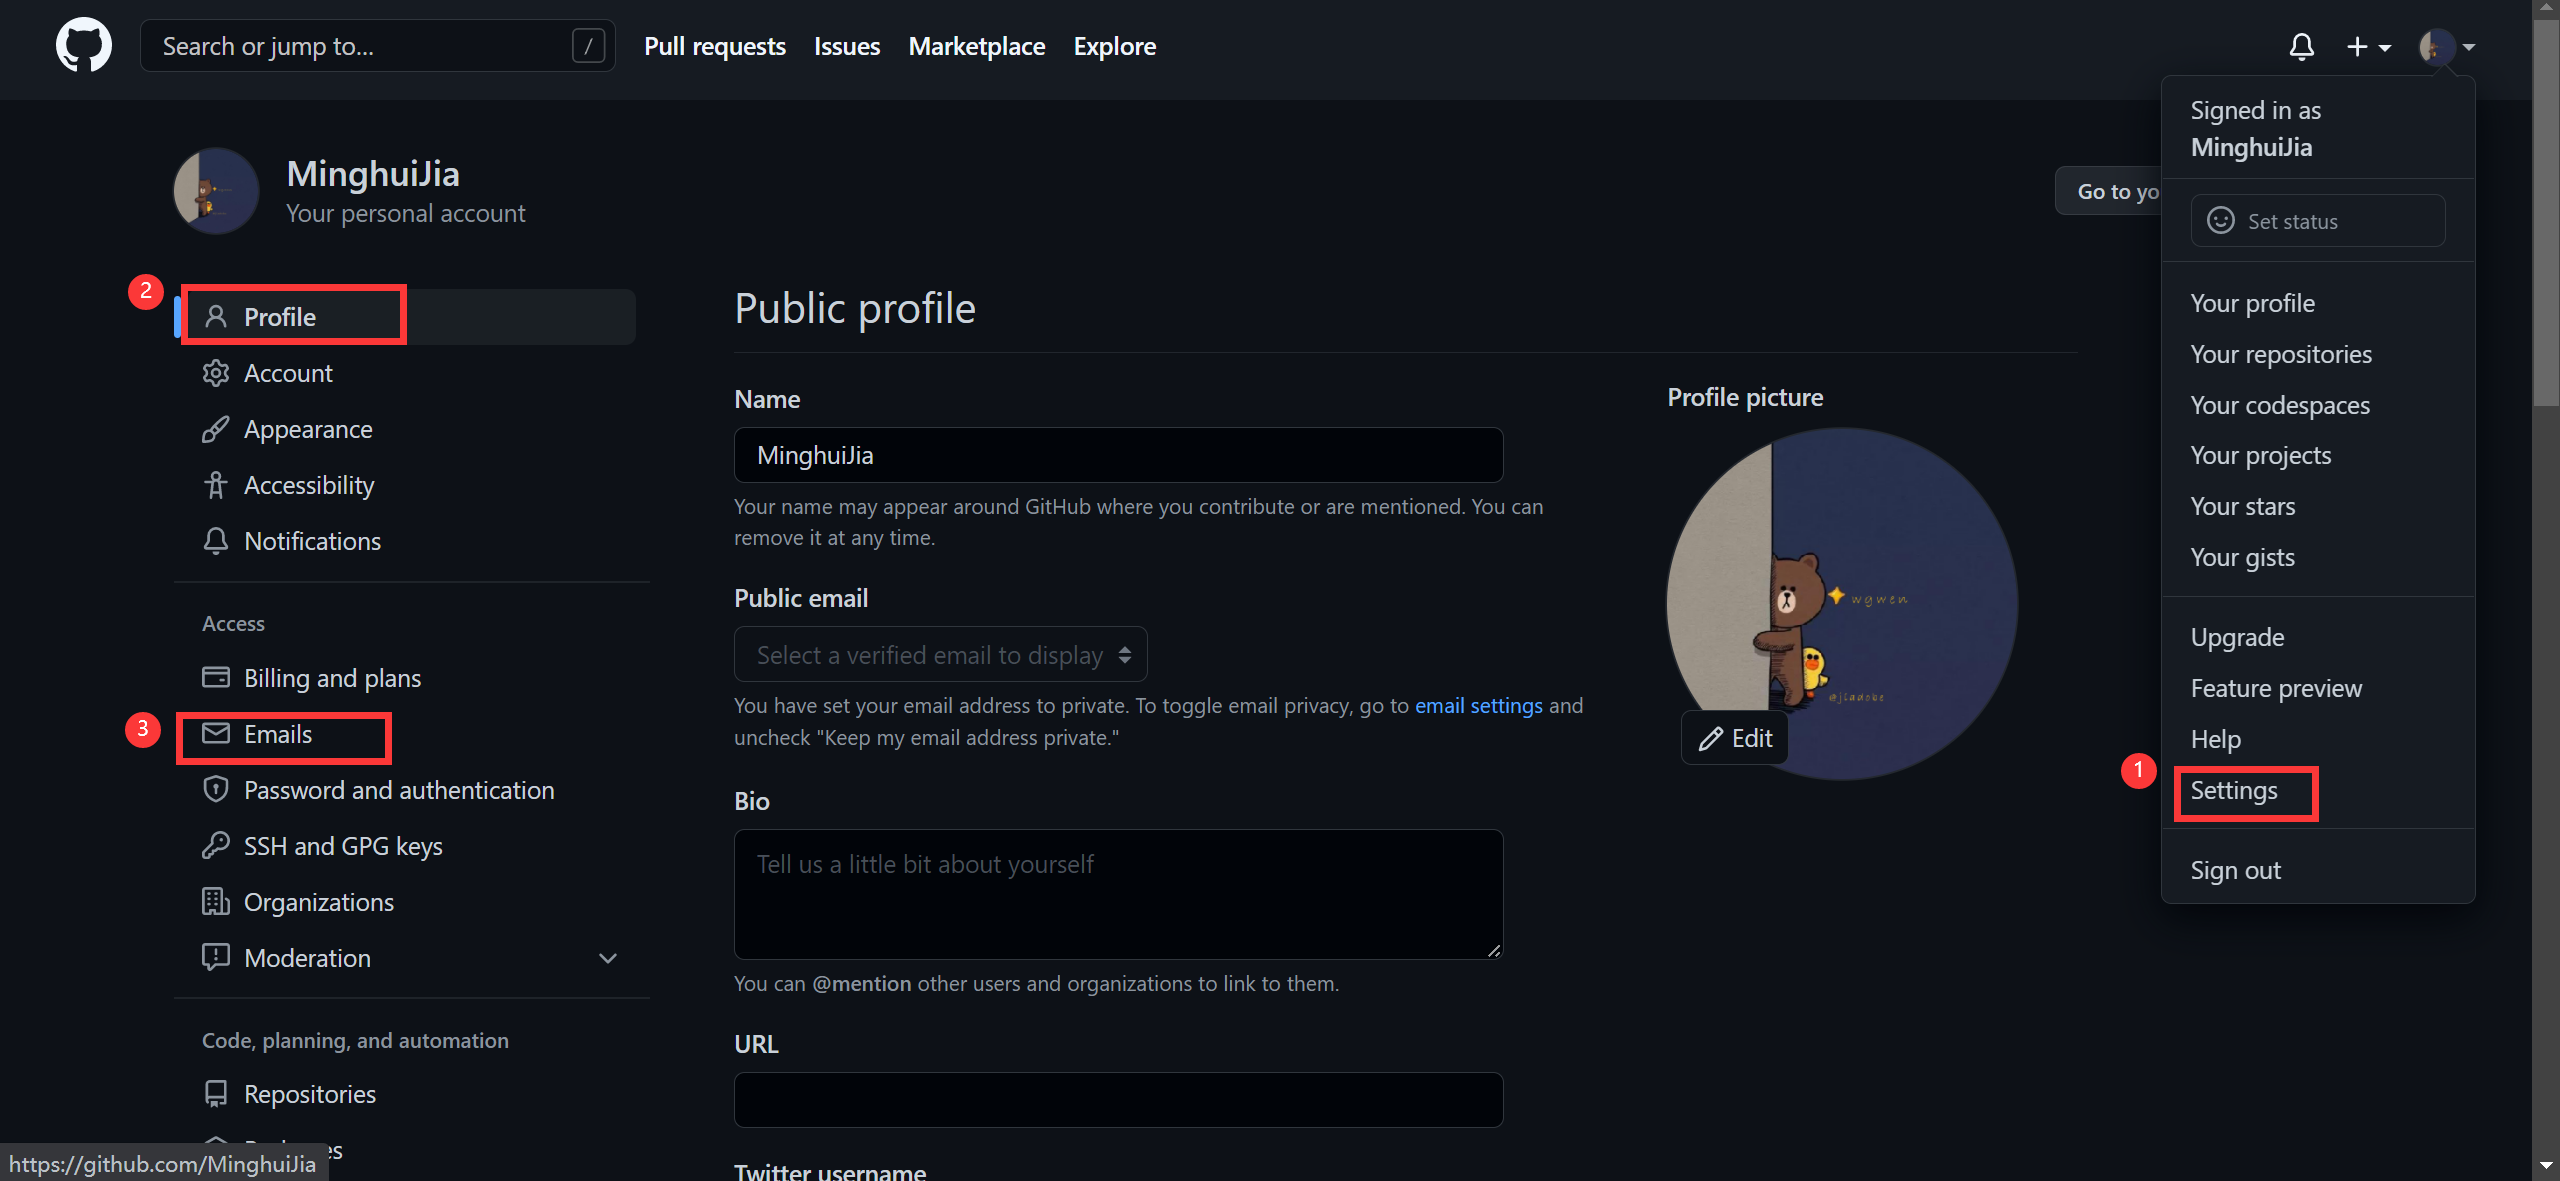 Search or jump to...
/
Pull requests
Issues
Marketplace
Explore
Signed in as
MinghuiJia
Set status
Your profile
Your repositories
Your codespaces
Your projects
Your stars
Your gists
Upgrade
Feature preview
Help
1
Settings
Sign out
MinghuiJia
Your personal account
Go to yo
2
Profile
Account
Appearance
Accessibility
Notifications
Access
Billing and plans
3
Emails
Password and authentication
SSH and GPG keys
Organizations
Moderation
Code, planning, and automation
Repositories
https://github.com/MinghuiJia
Public profile
Name
MinghuiJia
Your name may appear around GitHub where you contribute or are mentioned. You can
remove it at any time.
Public email
Select a verified email to display
You have set your email address to private. To toggle email privacy, go to email settings and
uncheck "Keep my email address private."
Bio
Tell us a little bit about yourself
You can @mention other users and organizations to link to them.
URL
Twitter username
Profile picture
wgwen
@jiadobe
Edit